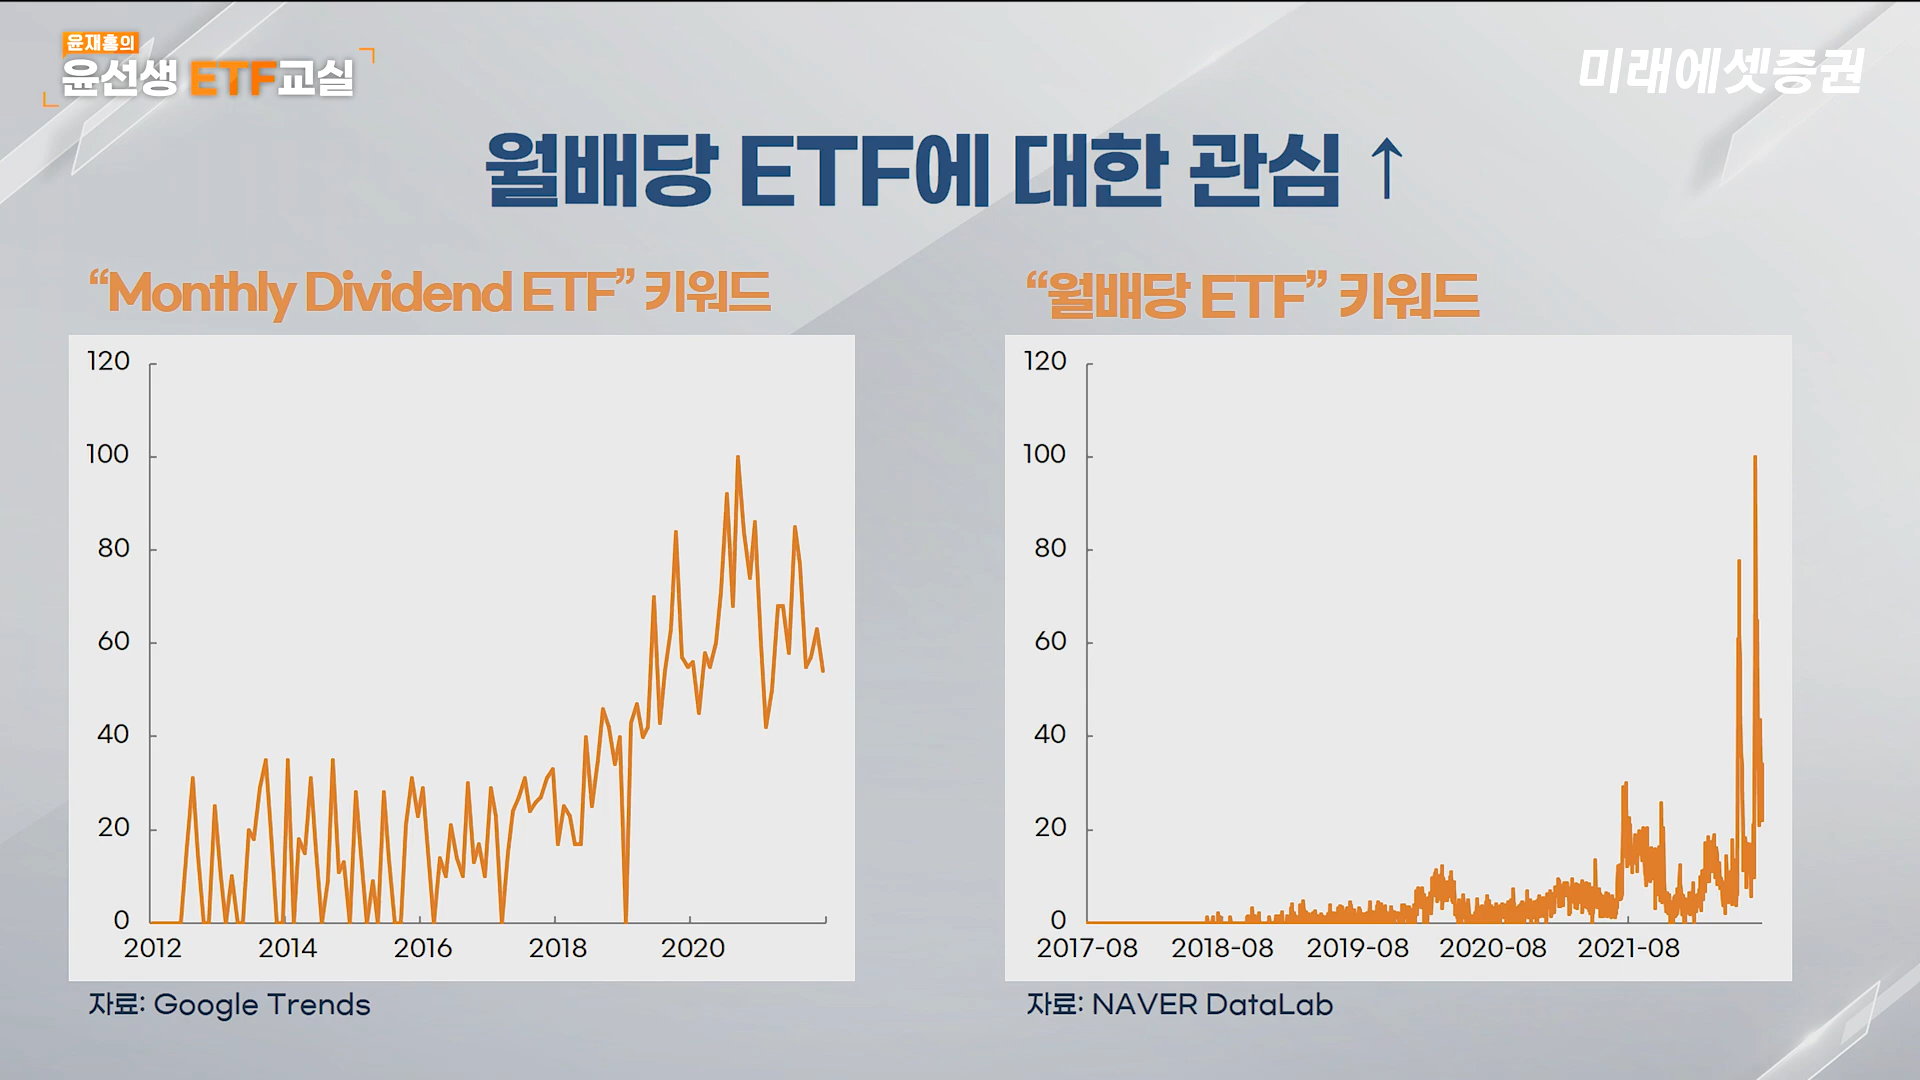 윤재홍의
윤선생 ETF교실
미래에셋증권
월배당 ETF에 대한 관심 ↑
“Monthly Dividend ETF” 키워드
120
100
80
60
40
20
0
2012 2014 2016 2018 2020
자료: Google Trends
“월배당 ETF” 키워드
120
100
80
60
40
20
0
2017-08 2018-08 2019-08 2020-08 2021-08
자료: NAVER DataLab